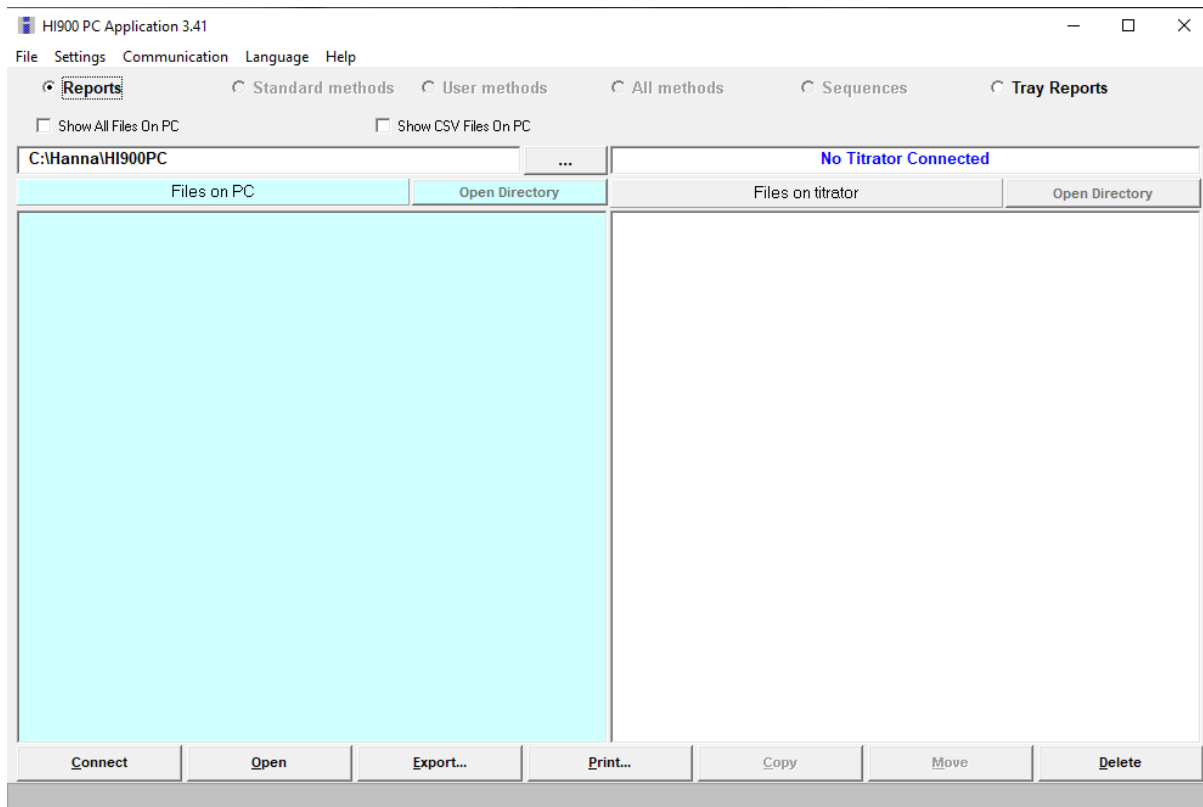 HI900 PC Application 3.41
File Settings Communication Language Help
Reports Standard methods User methods All methods Sequences Tray Reports
Show All Files On PC Show CSV Files On PC
C:\Hanna\HI900PC ... No Titrator Connected
Files on PC Open Directory Files on titrator Open Directory
Connect Open Export... Print... Copy Move Delete